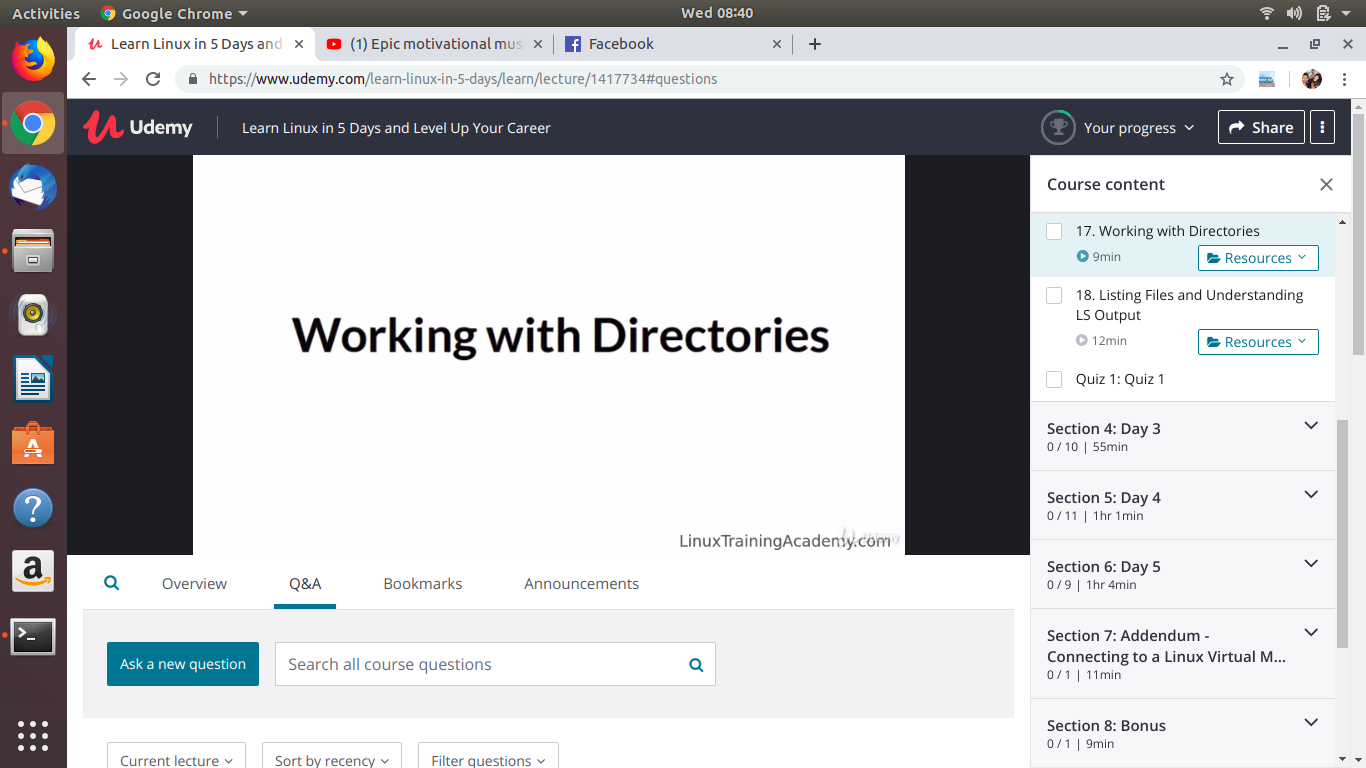 Activities
Google Chrome
Wed 08:40
Learn Linux in 5 Days and
(1) Epic motivational mus
Facebook
https://www.udemy.com/learn-linux-in-5-days/learn/lecture/1417734#questions
Udemy
Learn Linux in 5 Days and Level Up Your Career
Your progress
Share
Working with Directories
LinuxTrainingAcademy.com
Udemy
Course content
17. Working with Directories
9min
Resources
18. Listing Files and Understanding
LS Output
12min
Resources
Quiz 1: Quiz 1
Section 4: Day 3
0 / 10 | 55min
Section 5: Day 4
0 / 11 | 1hr 1min
Section 6: Day 5
0 / 9 | 1hr 4min
Section 7: Addendum -
Connecting to a Linux Virtual M...
0 / 1 | 11min
Section 8: Bonus
0 / 1 | 9min
Overview
Q&A
Bookmarks
Announcements
Ask a new question
Search all course questions
Current lecture
Sort by recency
Filter questions